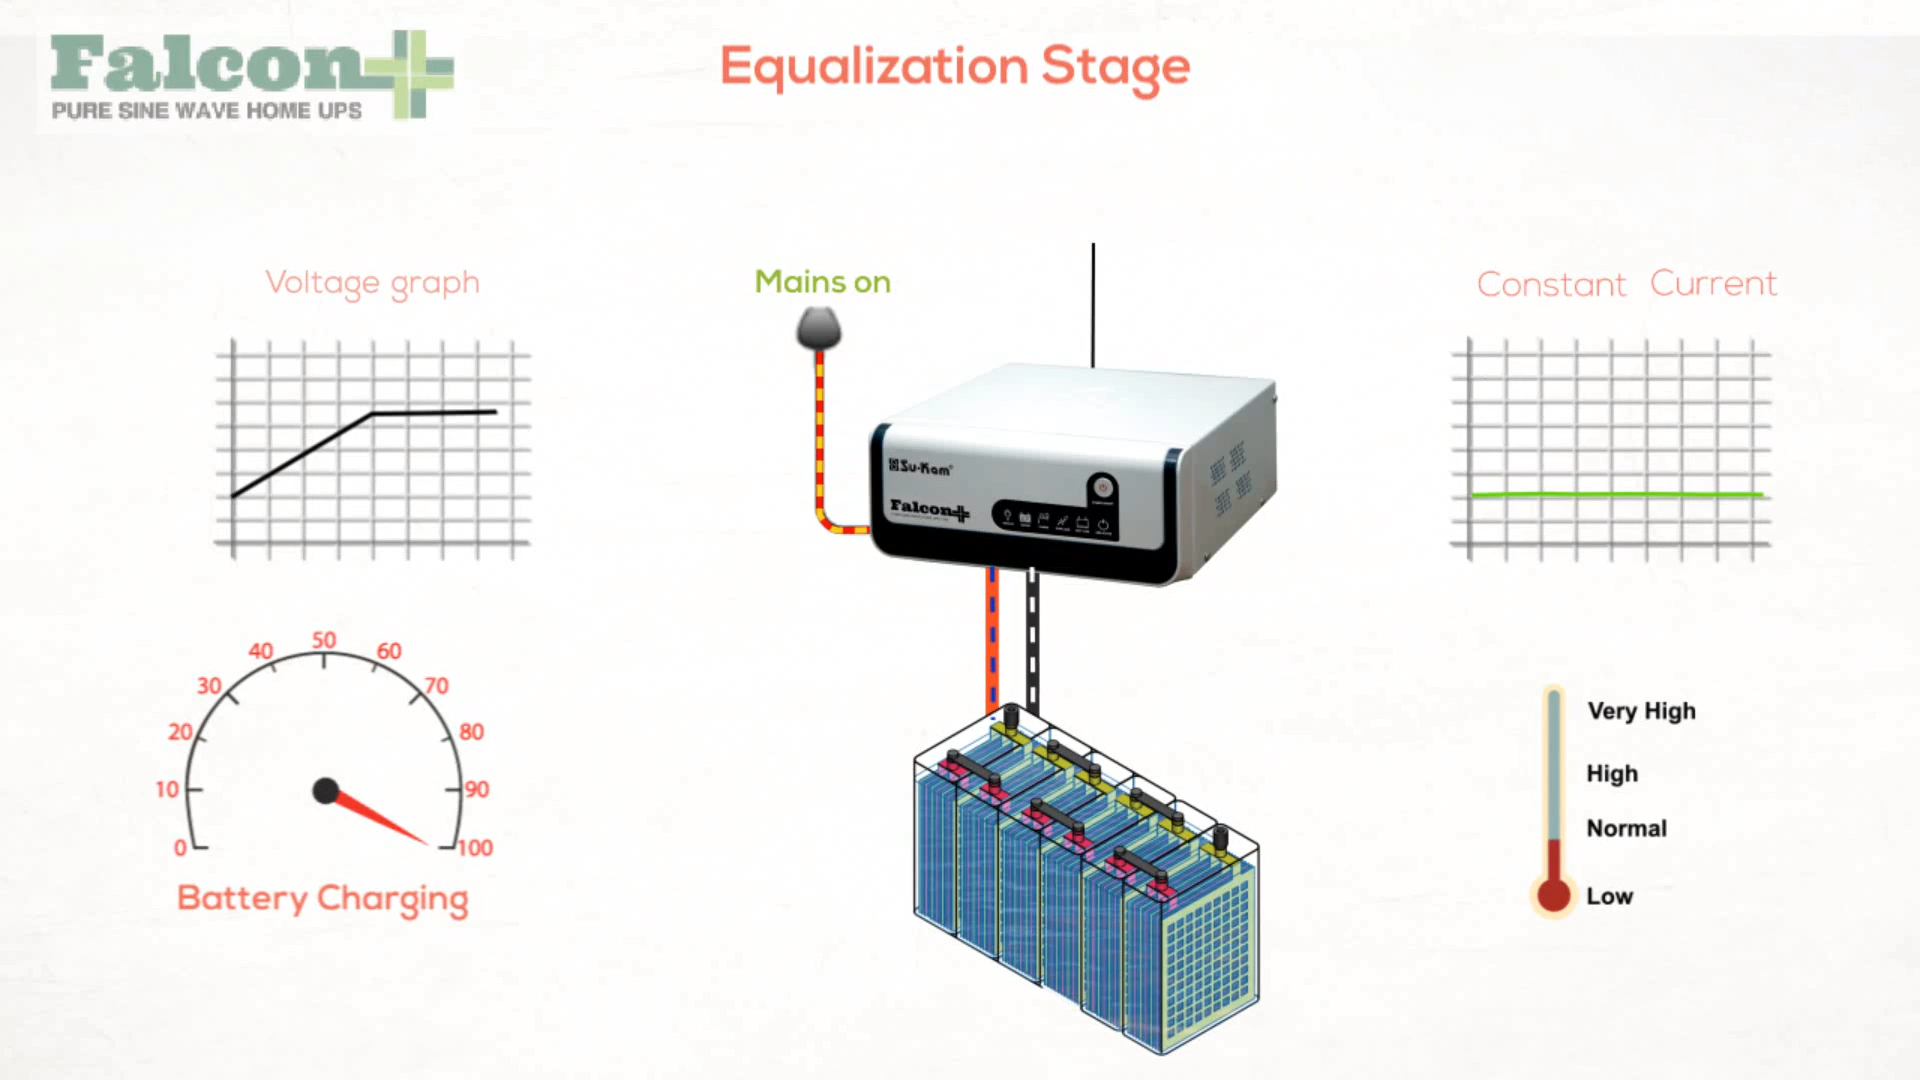 Falcon
PURE SINE WAVE HOME UPS
Equalization Stage
Voltage graph
Mains on
Constant Current
Su-Kam
Falcon
50
40
60
30
70
20
80
10
90
0
100
Battery Charging
Very High
High
Normal
Low